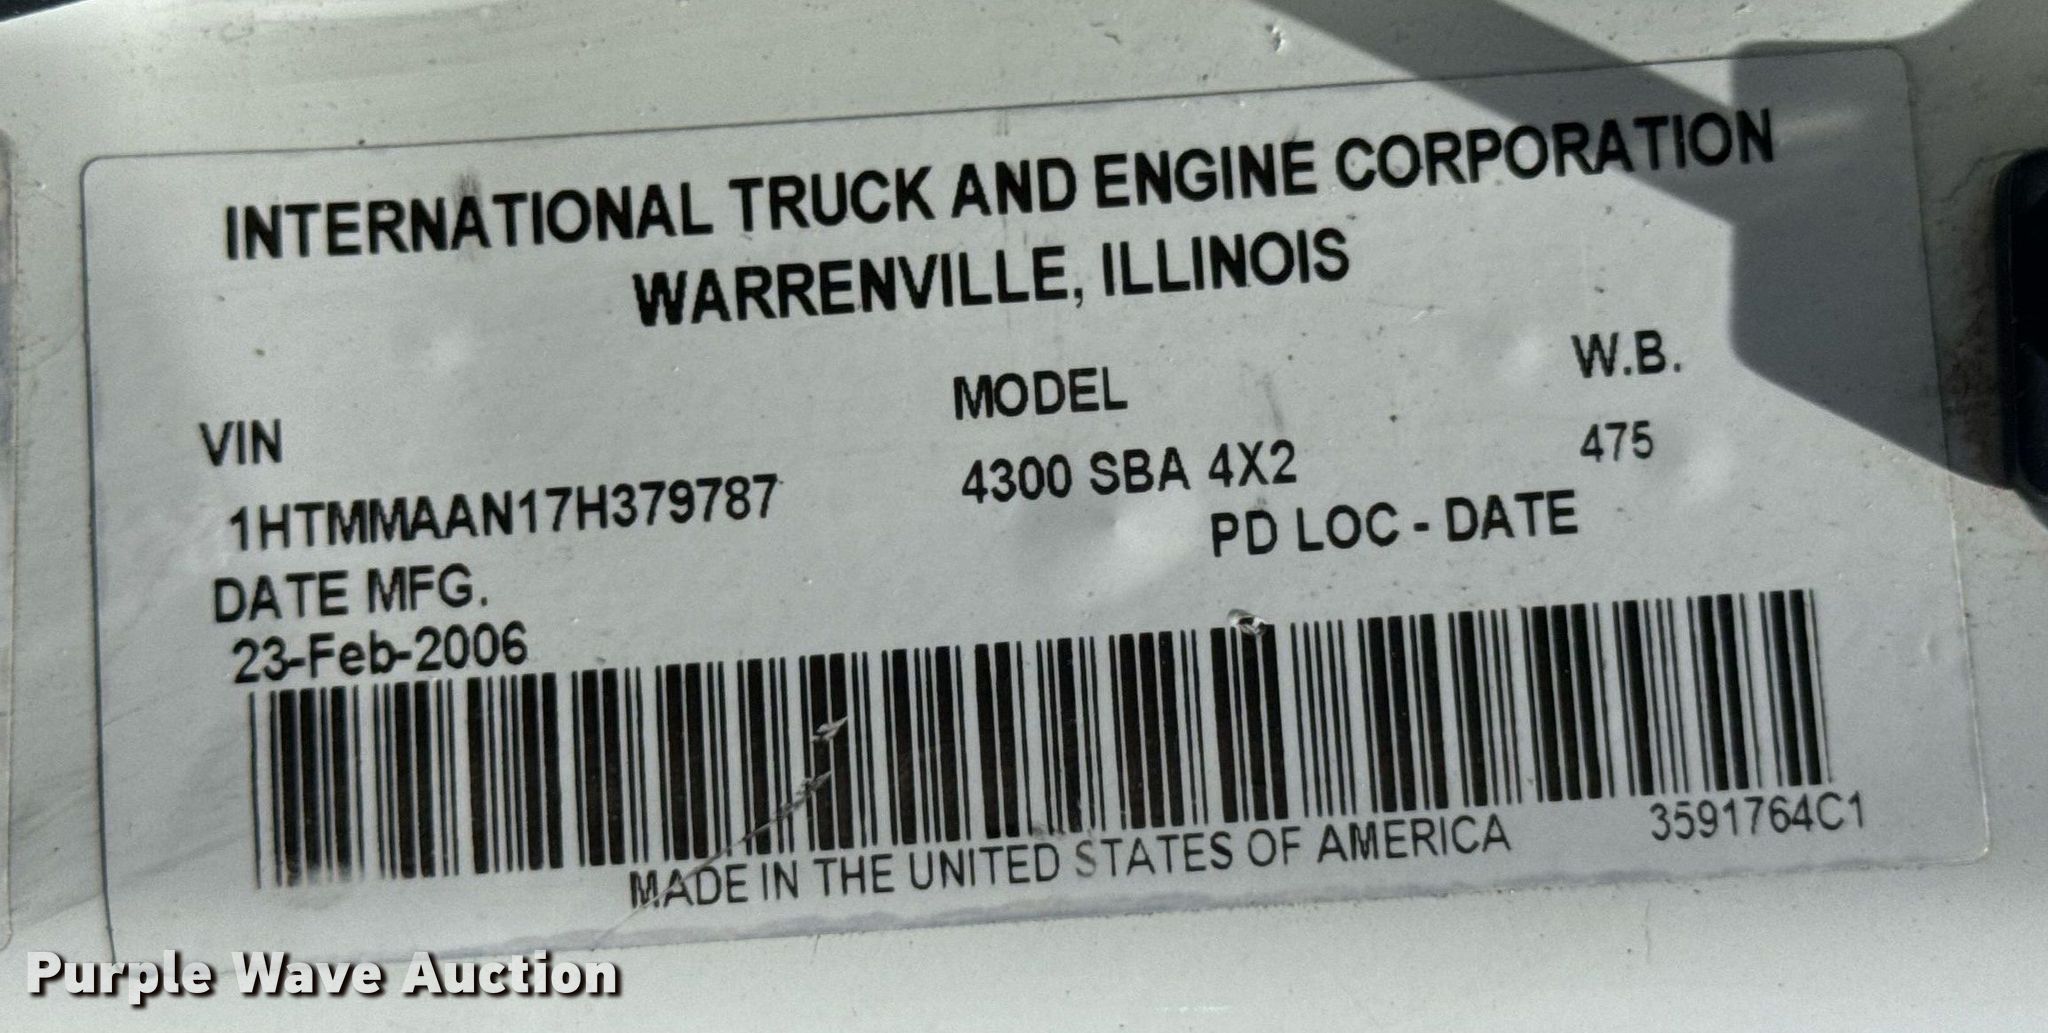 INTERNATIONAL TRUCK AND ENGINE CORPORATION
WARRENVILLE, ILLINOIS
VIN MODEL W.B.
1HTMMAAN17H379787 4300 SBA 4X2 475
DATE MFG. PD LOC - DATE
23-Feb-2006
MADE IN THE UNITED STATES OF AMERICA 3591764C1
Purple Wave Auction